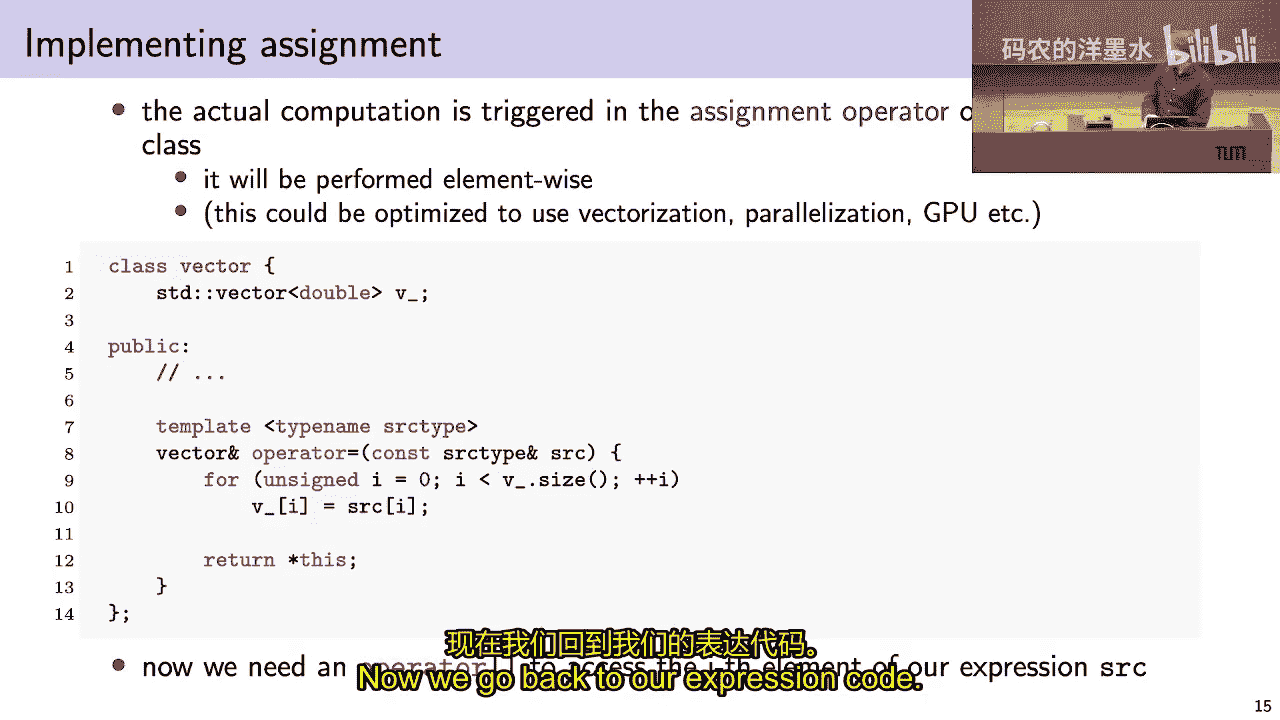 Implementing assignment
码农的洋墨水 bilibili
• the actual computation is triggered in the assignment operator
class
TUM
• it will be performed element-wise
• (this could be optimized to use vectorization, parallelization, GPU etc.)
1 class vector {
2 std::vector<double> v_;
3
4 public:
5 // ...
6
7 template <typename srctype>
8 vector& operator=(const srctype& src) {
9 for (unsigned i = 0; i < v_.size(); ++i)
10 v_[i] = src[i];
11
12 return *this;
13 }
14 };
现在我们回到我们的表达代码。
• now we need an operator[] to access the i-th element of our expression src
Now we go back to our expression code.
15